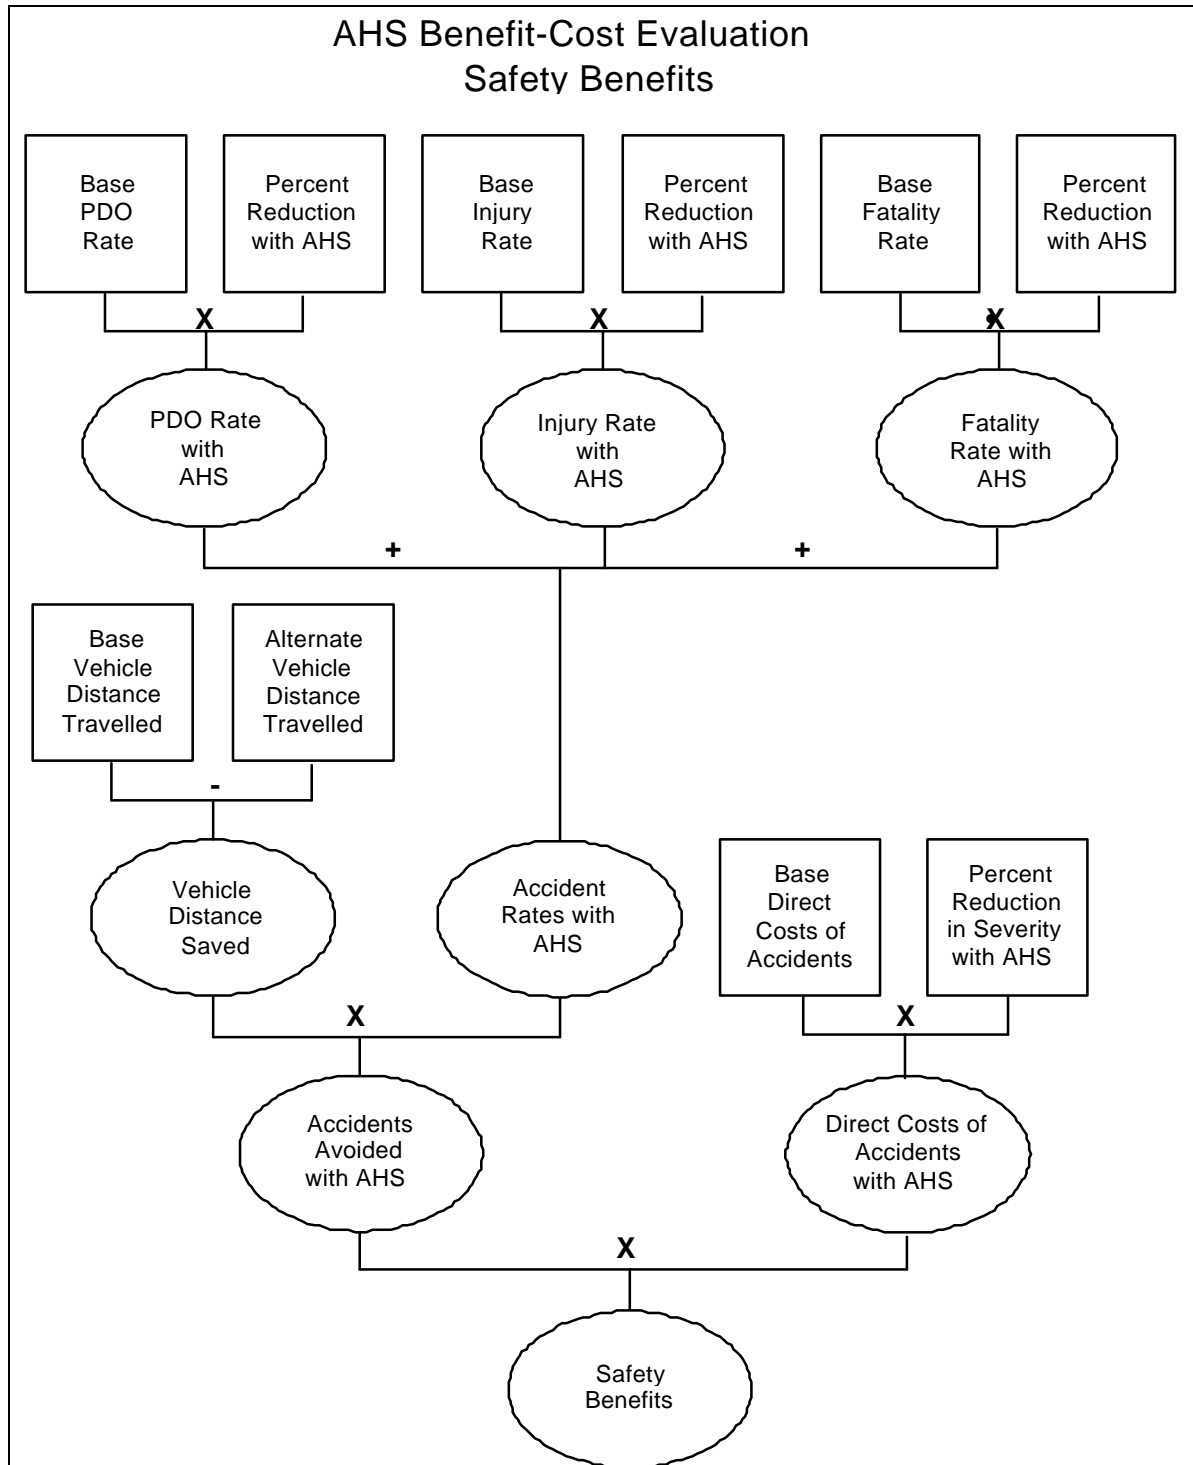 AHS Benefit-Cost Evaluation
Safety Benefits
Base
PDO
Rate
Percent
Reduction
with AHS
Base
Injury
Rate
Percent
Reduction
with AHS
Base
Fatality
Rate
Percent
Reduction
with AHS
X
X
X
PDO Rate
with
AHS
Injury Rate
with
AHS
Fatality
Rate with
AHS
+
+
Base
Vehicle
Distance
Travelled
Alternate
Vehicle
Distance
Travelled
-
Vehicle
Distance
Saved
Accident
Rates with
AHS
Base
Direct
Costs of
Accidents
Percent
Reduction
in Severity
with AHS
X
X
Accidents
Avoided
with AHS
Direct Costs of
Accidents
with AHS
X
Safety
Benefits